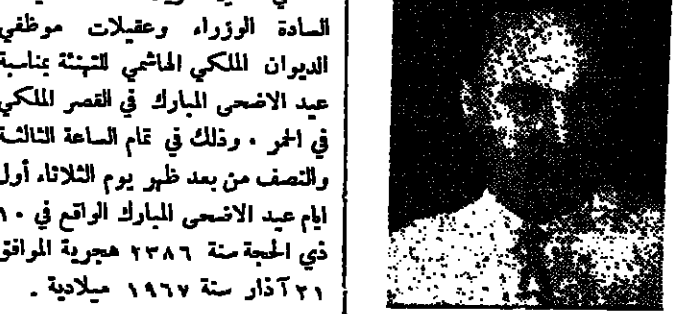 السادة الوزراء وعقيلات موظفي
الديوان الملكي الهاشمي للتهنئة بمناسبة
عيد الاضحى المبارك في القصر الملكي
في الحمر . وذلك في تمام الساعة الثالثة
والنصف من بعد ظهر يوم الثلاثاء أول
ايام عيد الاضحى المبارك الواقع في ١٠
ذي الحجة سنة ٢٣٨٦ هجرية الموافق
٢١ آذار سنة ١٩٦٧ ميلادية .